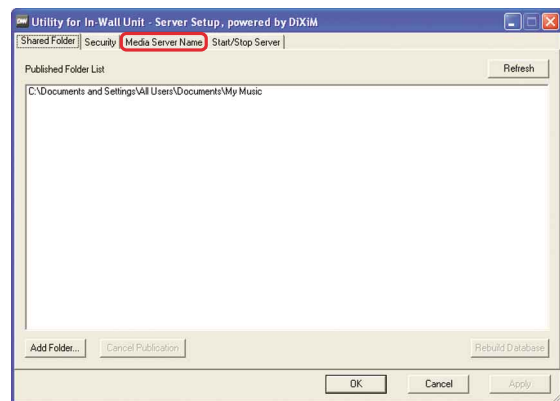 Utility for In-Wall Unit - Server Setup, powered by DiXiM
Shared Folder Security Media Server Name Start/Stop Server
Published Folder List Refresh
C:\Documents and Settings\All Users\Documents\My Music
Add Folder... Cancel Publication Rebuild Database
OK Cancel Apply